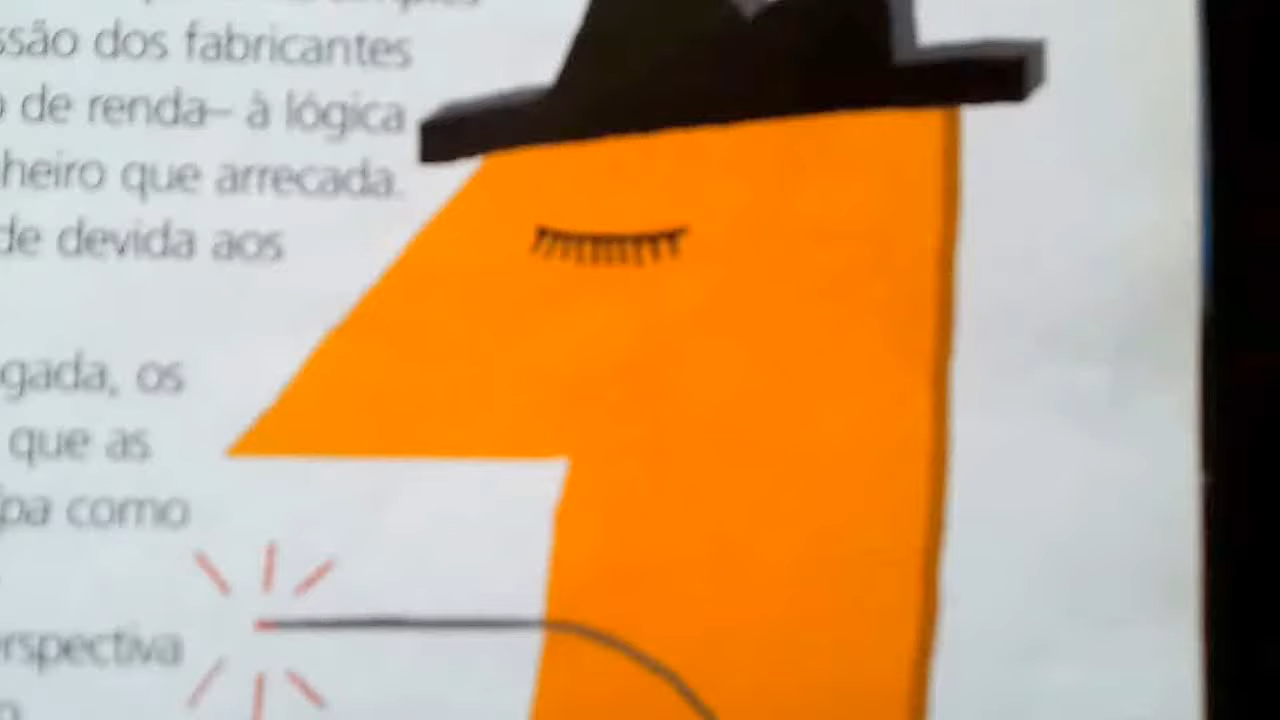 ssão dos fabricantes
de renda– à lógica
heiro que arrecada.
de devida aos
gada, os
que as
pa como
rspectiva